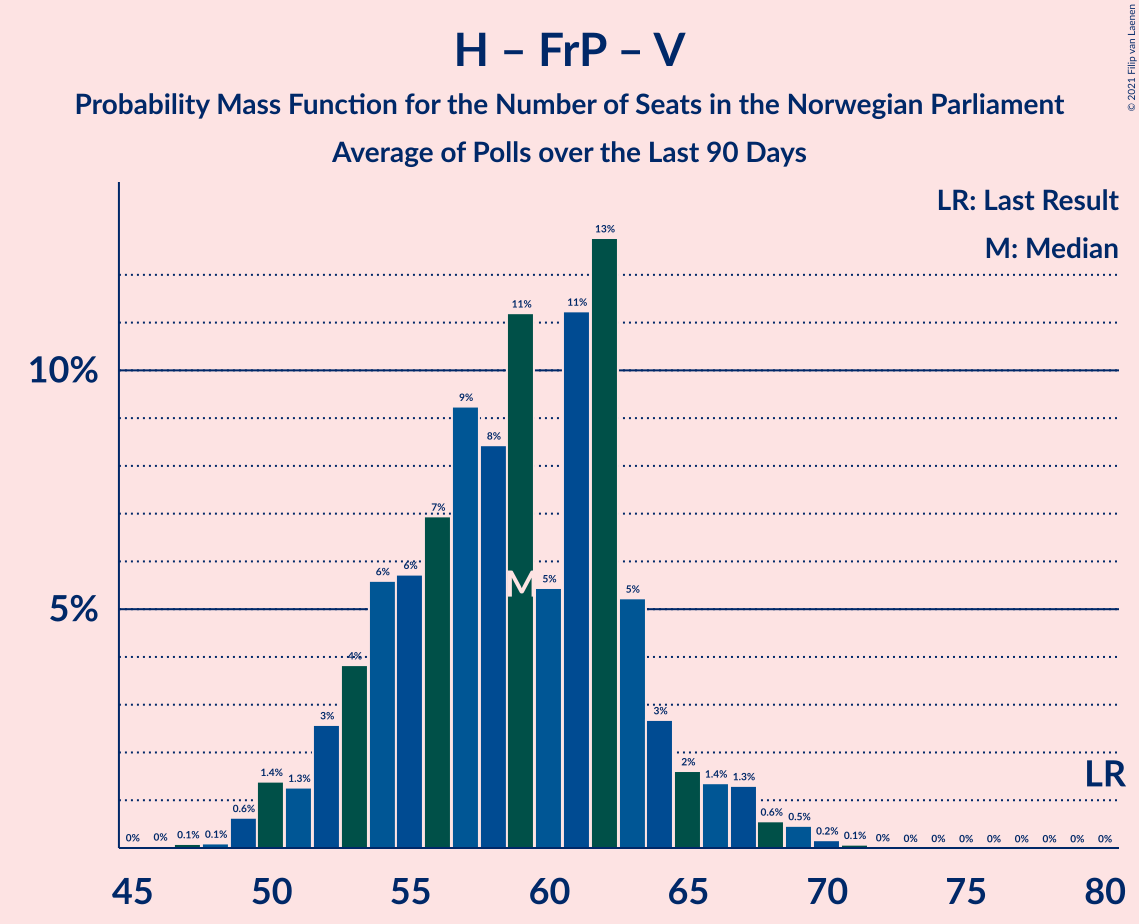 H – FrP – V
Probability Mass Function for the Number of Seats in the Norwegian Parliament
Average of Polls over the Last 90 Days
© 2021 Filip van Laenen
LR: Last Result
M: Median
10%
5%
0% 0% 0.1% 0.1% 0.6% 1.4% 1.3% 3% 4% 6% 6% 7% 9% 8% 11% 5% 11% 13% 5% 3% 2% 1.4% 1.3% 0.6% 0.5% 0.2% 0.1% 0% 0% 0% 0% 0% 0% 0% 0% 0%
M
LR
45 50 55 60 65 70 75 80